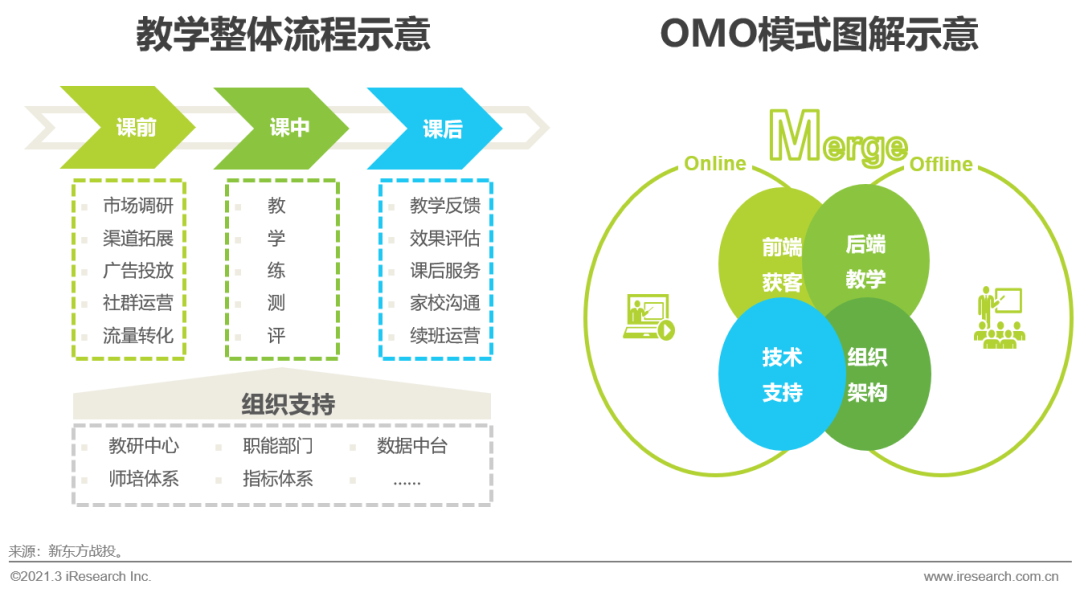 教学整体流程示意
课前
课中
课后
市场调研
渠道拓展
广告投放
社群运营
流量转化
教
学
练
测
评
教学反馈
效果评估
课后服务
家校沟通
续班运营
组织支持
教研中心
职能部门
数据中台
师培体系
指标体系
......
OMO模式图解示意
Merge
Online
Offline
前端
获客
后端
教学
技术
支持
组织
架构
来源：新东方战投。
©2021.3 iResearch Inc.
www.iresearch.com.cn